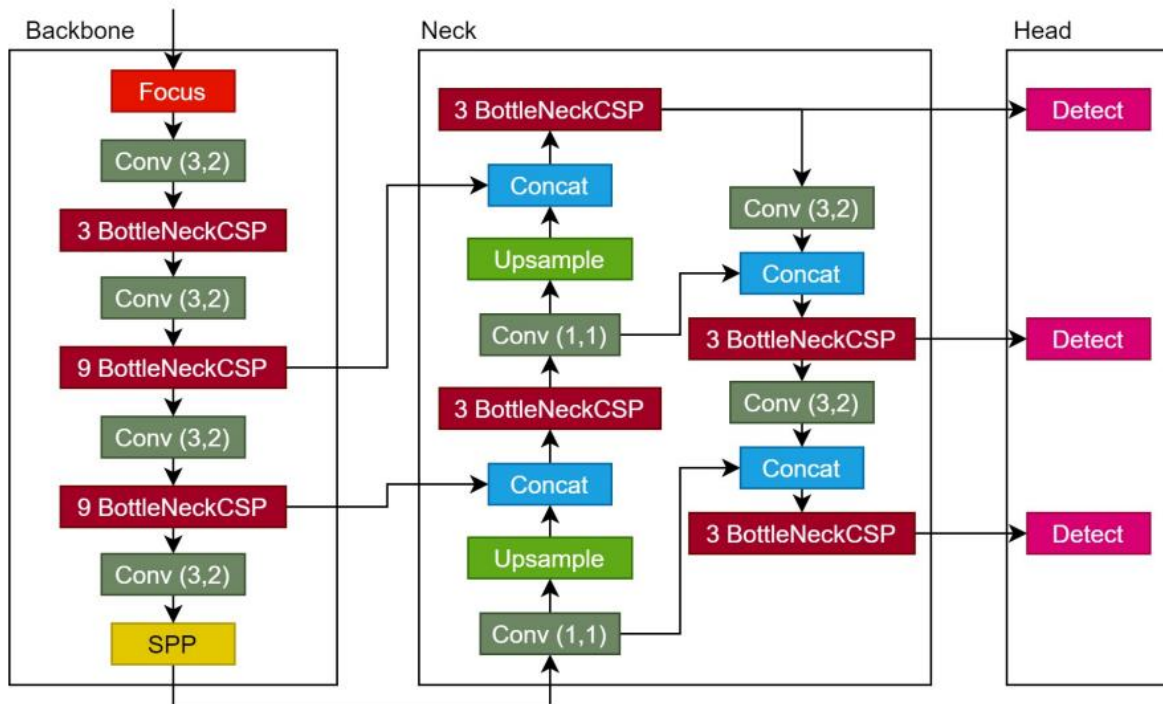 Backbone
Focus
Conv (3,2)
3 BottleNeckCSP
Conv (3,2)
9 BottleNeckCSP
Conv (3,2)
9 BottleNeckCSP
Conv (3,2)
SPP
Neck
3 BottleNeckCSP
Concat
Upsample
Conv (1,1)
3 BottleNeckCSP
Concat
Upsample
Conv (1,1)
Conv (3,2)
Concat
3 BottleNeckCSP
Conv (3,2)
Concat
3 BottleNeckCSP
Head
Detect
Detect
Detect